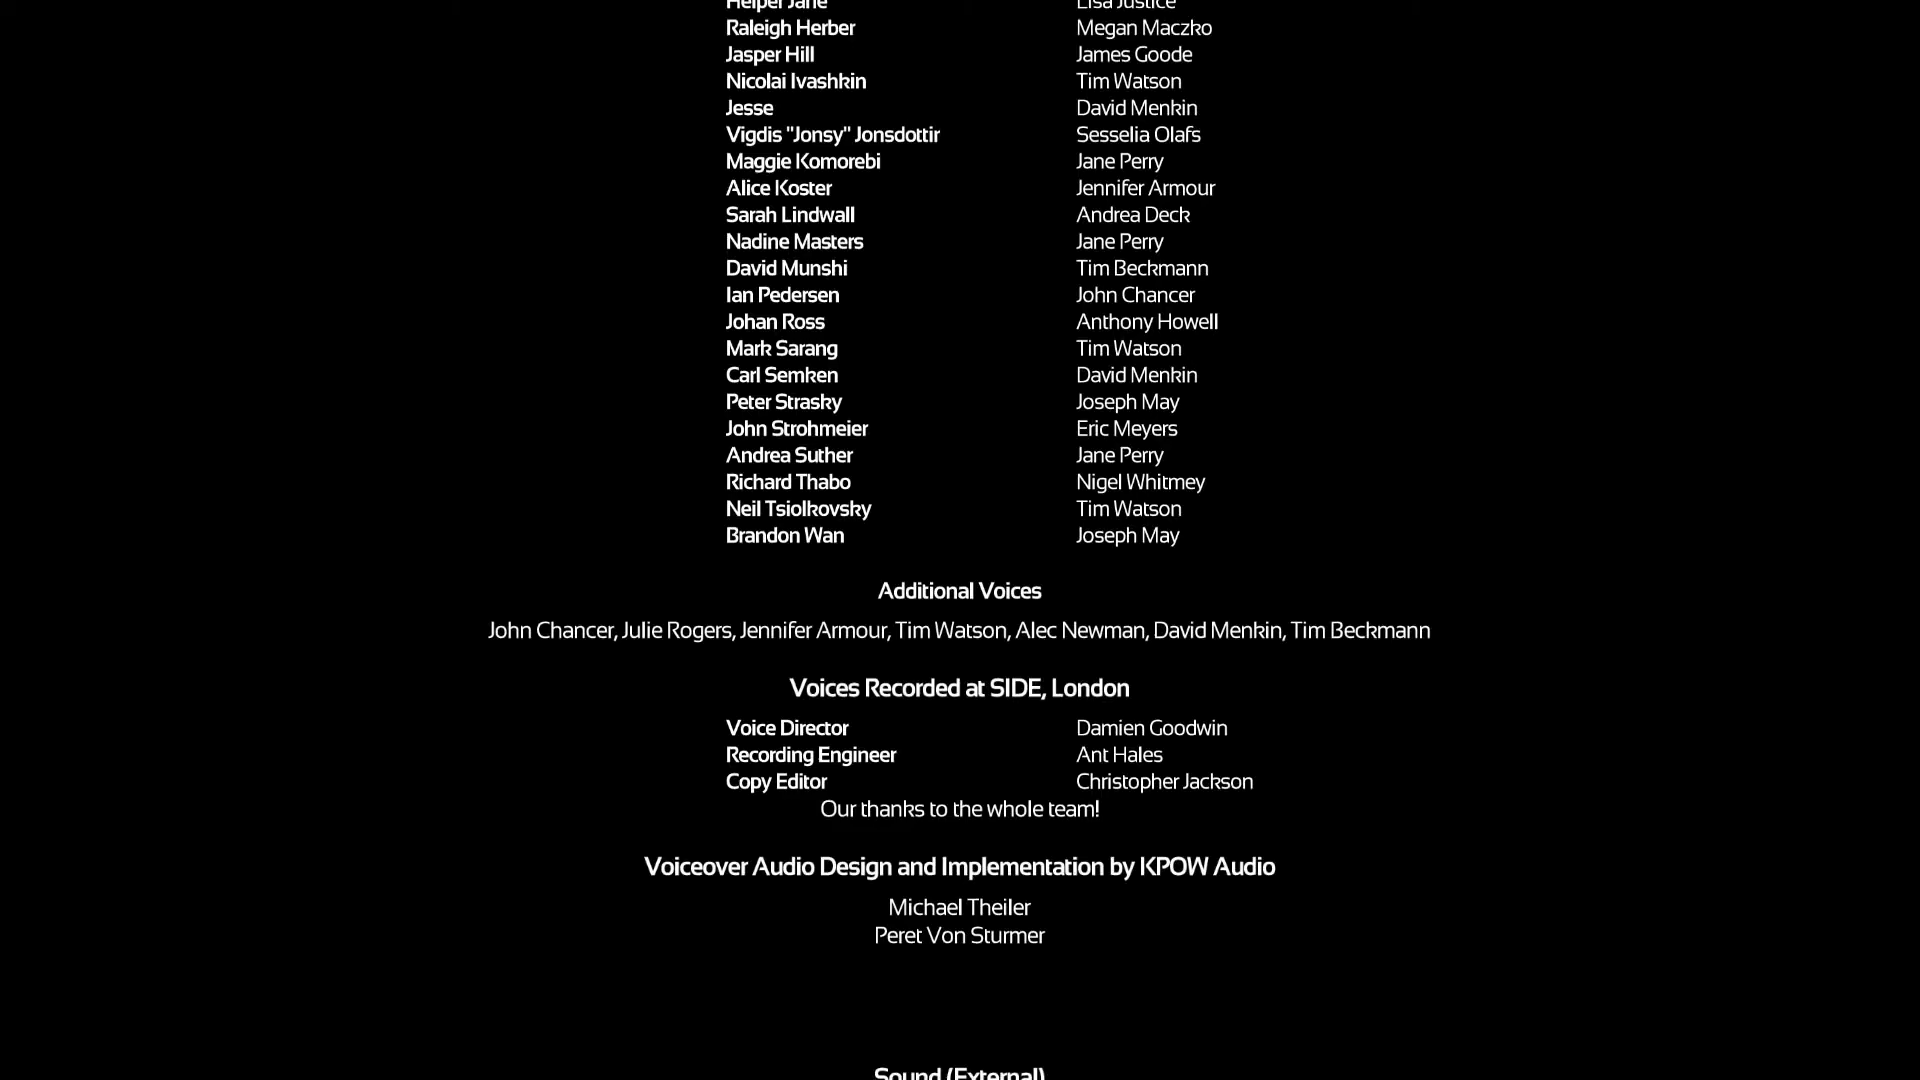 Helper Jane Lisa Justice
Raleigh Herber Megan Maczko
Jasper Hill James Goode
Nicolai Ivashkin Tim Watson
Jesse David Menkin
Vigdis "Jonsy" Jonsdottir Sesselia Olafs
Maggie Komorebi Jane Perry
Alice Koster Jennifer Armour
Sarah Lindwall Andrea Deck
Nadine Masters Jane Perry
David Munshi Tim Beckmann
Ian Pedersen John Chancer
Johan Ross Anthony Howell
Mark Sarang Tim Watson
Carl Semken David Menkin
Peter Strasky Joseph May
John Strohmeier Eric Meyers
Andrea Suther Jane Perry
Richard Thabo Nigel Whitmey
Neil Tsiolkovsky Tim Watson
Brandon Wan Joseph May
Additional Voices
John Chancer, Julie Rogers, Jennifer Armour, Tim Watson, Alec Newman, David Menkin, Tim Beckmann
Voices Recorded at SIDE, London
Voice Director Damien Goodwin
Recording Engineer Ant Hales
Copy Editor Christopher Jackson
Our thanks to the whole team!
Voiceover Audio Design and Implementation by KPOW Audio
Michael Theiler
Peret Von Sturmer
Sound (External)